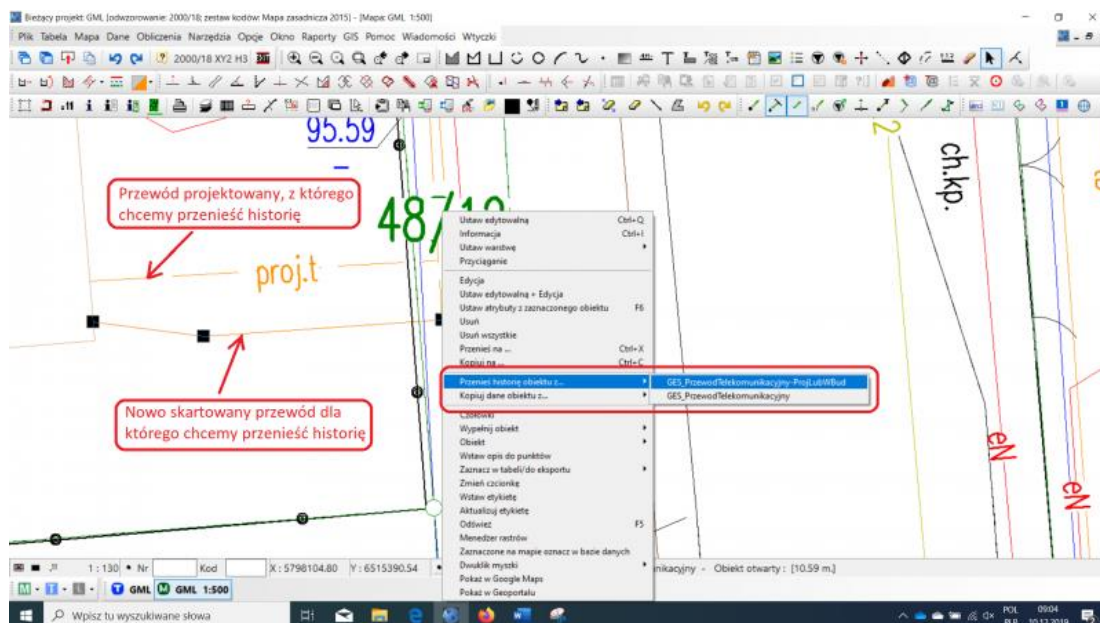 Bieżący projekt: GML [odwzorowanie: 2000/18; zestaw kodów: Mapa zasadnicza 2015] - [Mapa: GML 1:500]
Plik Tabela Mapa Dane Obliczenia Narzędzia Opcje Okno Raporty GIS Pomoc Wiadomości Wtyczki
2000/18 XY2 H3
95.59
Przewód projektowany, z którego
chcemy przenieść historię
proj.t
Nowo skartowany przewód dla
którego chcemy przenieść historię
2
ch.kp.
eN
eN
Ustaw edytowalną Ctrl+Q
Informacja Ctrl+I
Ustaw warstwę
Przyciąganie
Edycja
Ustaw edytowalną + Edycja
Ustaw atrybuty z zaznaczonego obiektu F6
Usuń
Usuń wszystkie
Przenieś na ... Ctrl+X
Kopiuj na ... Ctrl+C
Przenieś historię obiektu z... GES_PrzewodTelekomunikacyjny-ProjLubWBud
Kopiuj dane obiektu z... GES_PrzewodTelekomunikacyjny
Czołówki
Wypełnij obiekt
Obiekt
Wstaw opis do punktów
Zaznacz w tabeli/do eksportu
Zmień czcionkę
Wstaw etykietę
Aktualizuj etykietę
Odśwież F5
Menedżer rastrów
Zaznaczone na mapie oznacz w bazie danych
Dwuklik myszki
Pokaż w Google Maps
Pokaż w Geoportalu
1:130 Nr Kod X: 5798104.80 Y: 6515390.54 nikacyjny - Obiekt otwarty: [10.59 m.]
GML GML 1:500
Wpisz tu wyszukiwane słowa
POL 09:04
PLP 10.12.2019